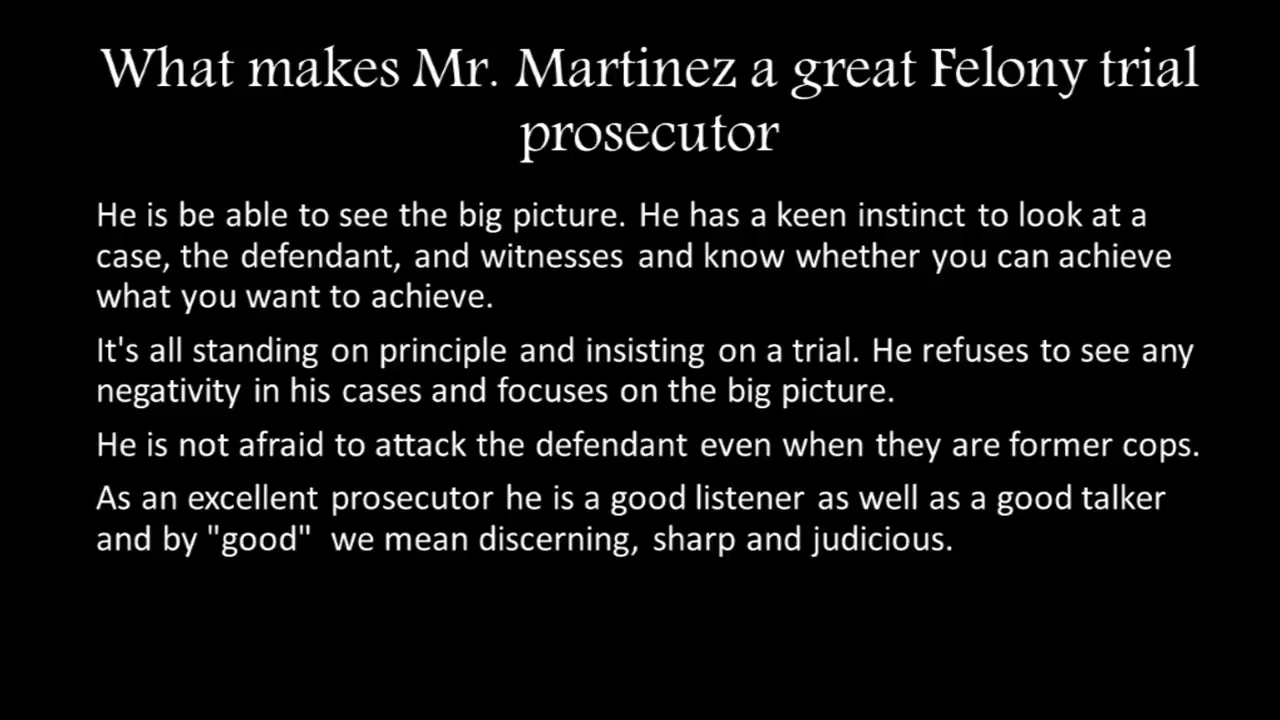 What makes Mr. Martinez a great Felony trial
prosecutor
He is be able to see the big picture. He has a keen instinct to look at a
case, the defendant, and witnesses and know whether you can achieve
what you want to achieve.
It's all standing on principle and insisting on a trial. He refuses to see any
negativity in his cases and focuses on the big picture.
He is not afraid to attack the defendant even when they are former cops.
As an excellent prosecutor he is a good listener as well as a good talker
and by "good"  we mean discerning, sharp and judicious.